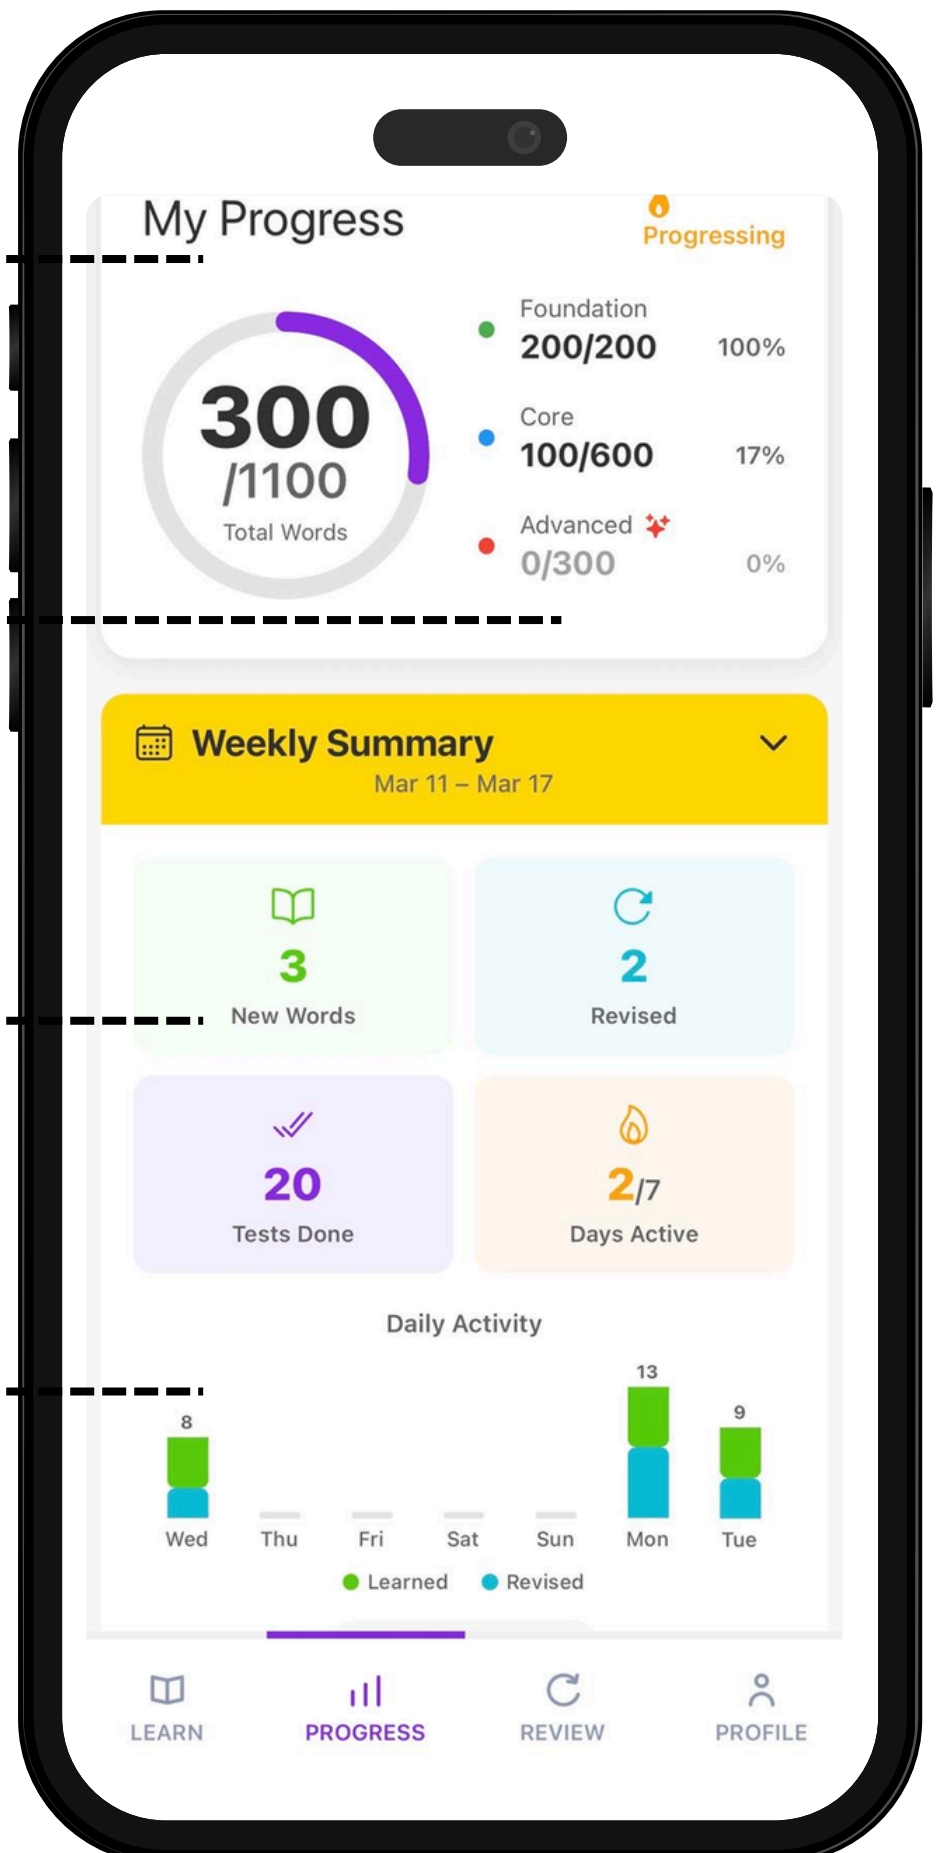 My Progress
Progressing
300
/1100
Total Words
Foundation
200/200
100%
Core
100/600
17%
Advanced
0/300
0%
Weekly Summary
Mar 11 – Mar 17
3
New Words
2
Revised
20
Tests Done
2/7
Days Active
Daily Activity
8
13
9
Wed Thu Fri Sat Sun Mon Tue
Learned Revised
LEARN PROGRESS REVIEW PROFILE